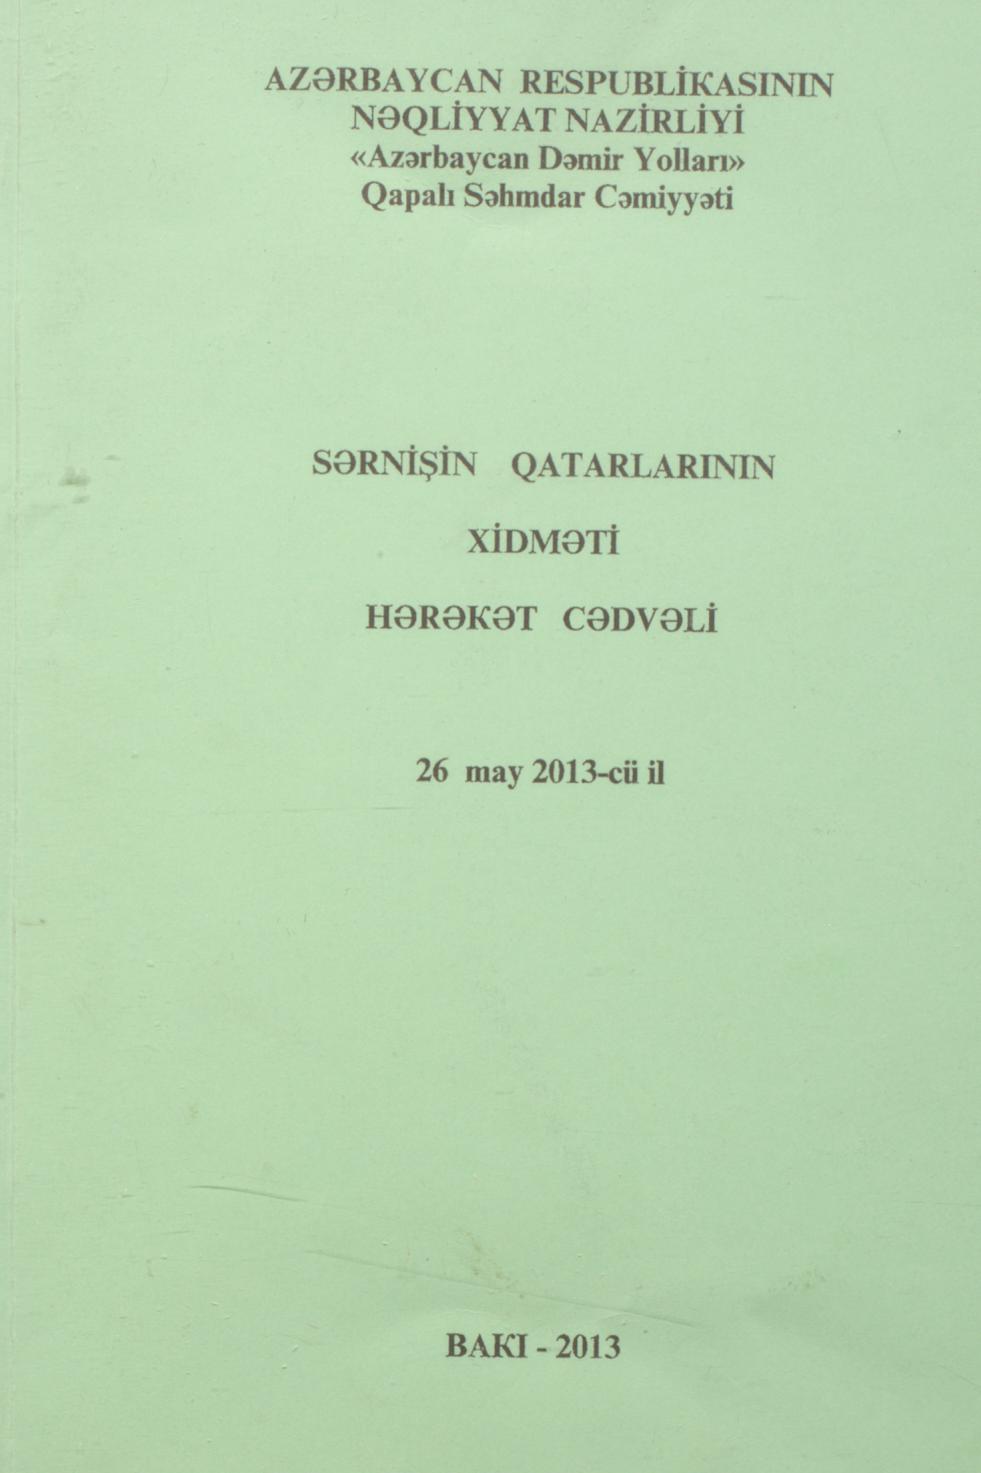 AZƏRBAYCAN RESPUBLİKASININ
NƏQLİYYAT NAZİRLİYİ
«Azərbaycan Dəmir Yolları»
Qapalı Səhmdar Cəmiyyəti
SƏRNİŞİN QATARLARININ
XİDMƏTİ
HƏRƏKƏT CƏDVƏLİ
26 may 2013-cü il
BAKI - 2013